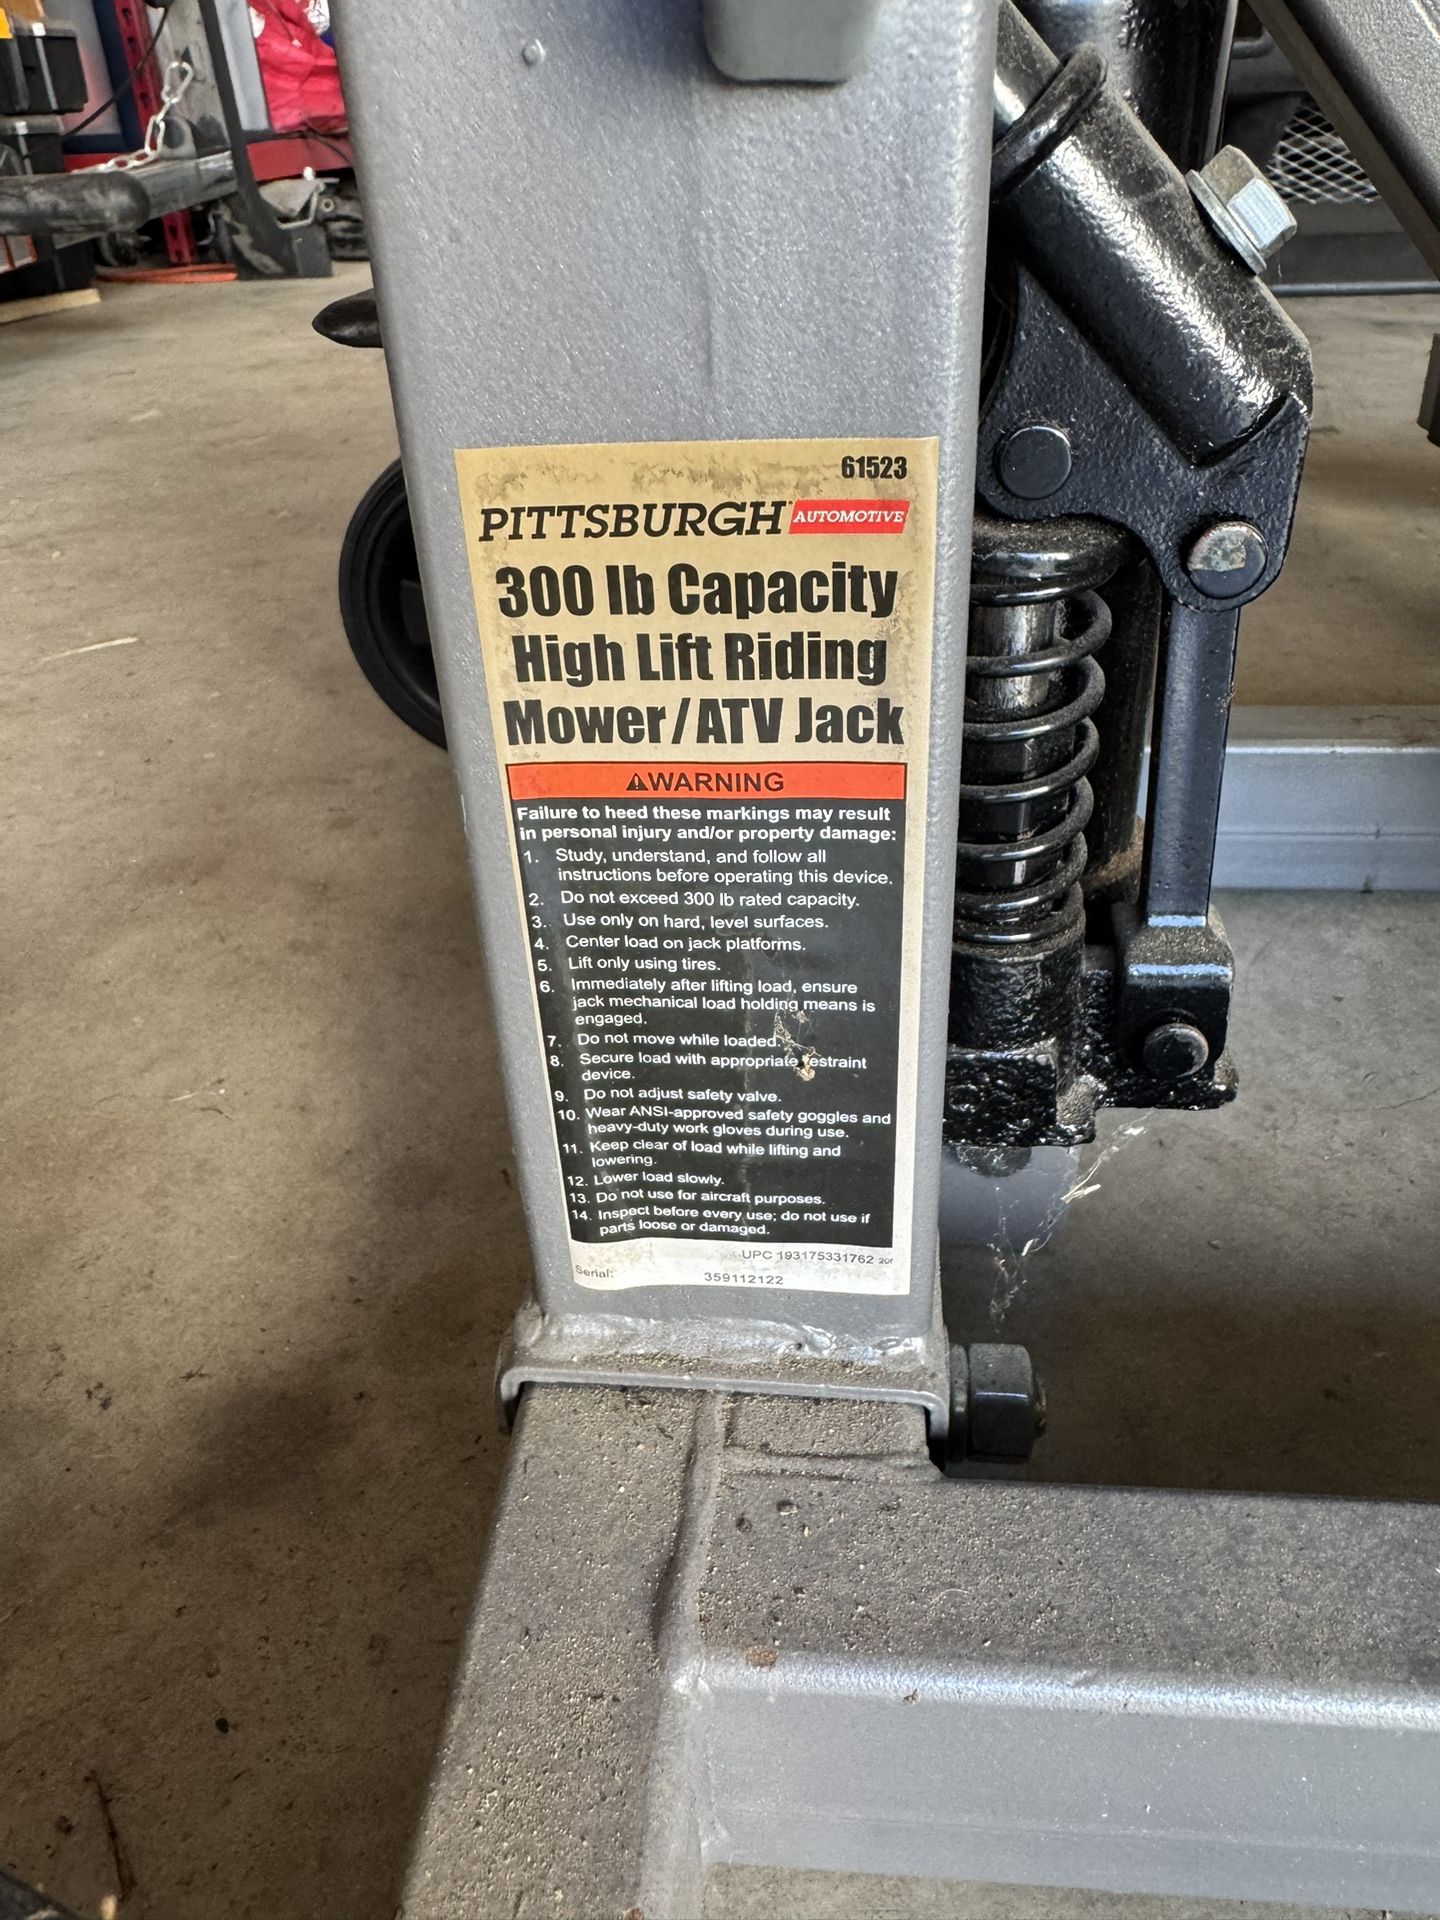 61523
PITTSBURGH AUTOMOTIVE
300 lb Capacity
High Lift Riding
Mower/ATV Jack
⚠WARNING
Failure to heed these markings may result
in personal injury and/or property damage:
1. Study, understand, and follow all
instructions before operating this device.
2. Do not exceed 300 lb rated capacity.
3. Use only on hard, level surfaces.
4. Center load on jack platforms.
5. Lift only using tires.
6. Immediately after lifting load, ensure
jack mechanical load holding means is
engaged.
7. Do not move while loaded.
8. Secure load with appropriate restraint
device.
9. Do not adjust safety valve.
10. Wear ANSI-approved safety goggles and
heavy-duty work gloves during use.
11. Keep clear of load while lifting and
lowering.
12. Lower load slowly.
13. Do not use for aircraft purposes.
14. Inspect before every use; do not use if
parts loose or damaged.
UPC 193175331762
Serial: 359112122